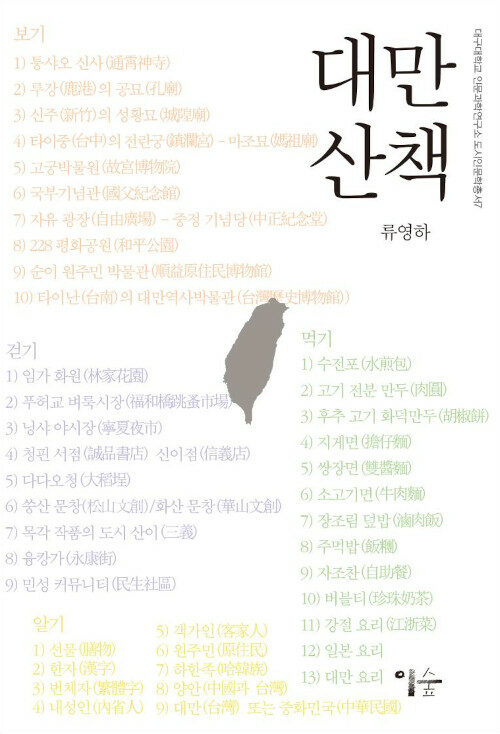 보기
1) 퉁샤오 신사(通霄神寺)
2) 루강(鹿港)의 공묘(孔廟)
3) 신주(新竹)의 성황묘(城隍廟)
4) 타이중(台中)의 전란궁(鎭瀾宮) - 마조묘(媽祖廟)
5) 고궁박물원(故宮博物院)
6) 국부기념관(國父紀念館)
7) 자유 광장(自由廣場) - 중정 기념당(中正紀念堂)
8) 228 평화공원(和平公園)
9) 순이 원주민 박물관(順益原住民博物館)
10) 타이난(台南)의 대만역사박물관(台灣歷史博物館))
대만
산책
류영하
대구대학교 인문과학연구소 도시인문학총서7
걷기
1) 임가 화원(林家花園)
2) 푸허교 벼룩시장(福和橋跳蚤市場)
3) 닝샤 야시장(寧夏夜市)
4) 청핀 서점(誠品書店) 신이점(信義店)
5) 다다오청(大稻埕)
6) 쑹산 문창(松山文創)/화산 문창(華山文創)
7) 목각 작품의 도시 산이(三義)
8) 융캉가(永康街)
9) 민성 커뮤니티(民生社區)
먹기
1) 수전포(水煎包)
2) 고기 전분 만두(肉圓)
3) 후추 고기 화덕만두(胡椒餠)
4) 지게면(擔仔麵)
5) 쌍장면(雙醬麵)
6) 소고기면(牛肉麵)
7) 장조림 덮밥(滷肉飯)
8) 주먹밥(飯糰)
9) 자조찬(自助餐)
10) 버블티(珍珠奶茶)
11) 강절 요리(江浙菜)
12) 일본 요리
13) 대만 요리
알기
1) 선물(膳物)
2) 한자(漢字)
3) 번체자(繁體字)
4) 내성인(內省人)
5) 객가인(客家人)
6) 원주민(原住民)
7) 하한족(哈韓族)
8) 양안(中國과 台灣)
9) 대만(台灣) 또는 중화민국(中華民國)
이숲